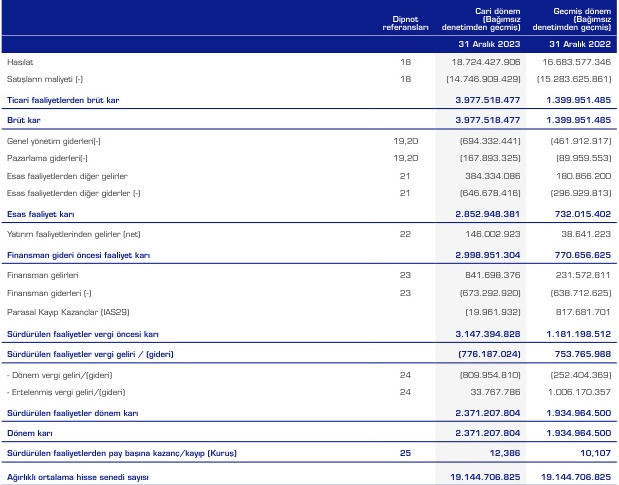 Dipnot referansları Cari dönem (Bağımsız denetimden geçmiş) Geçmiş dönem (Bağımsız denetimden geçmiş)
31 Aralık 2023 31 Aralık 2022
Hasılat 18 18.724.427.906 16.683.577.346
Satışların maliyeti (-) 18 (14.746.909.429) (15.283.625.861)
Ticari faaliyetlerden brüt kar 3.977.518.477 1.399.951.485
Brüt kar 3.977.518.477 1.399.951.485
Genel yönetim giderleri(-) 19,20 (694.332.441) (461.912.917)
Pazarlama giderleri(-) 19,20 (167.893.325) (89.959.553)
Esas faaliyetlerden diğer gelirler 21 384.334.086 180.866.200
Esas faaliyetlerden diğer giderler (-) 21 (646.678.416) (296.929.813)
Esas faaliyet karı 2.852.948.381 732.015.402
Yatırım faaliyetlerinden gelirler (net) 22 146.002.923 38.641.223
Finansman gideri öncesi faaliyet karı 2.998.951.304 770.656.625
Finansman gelirleri 23 841.698.376 231.572.811
Finansman giderleri (-) 23 (673.292.920) (638.712.625)
Parasal Kayıp Kazançlar (IAS29) (19.961.932) 817.681.701
Sürdürülen faaliyetler vergi öncesi karı 3.147.394.828 1.181.198.512
Sürdürülen faaliyetler vergi geliri / (gideri) (776.187.024) 753.765.988
- Dönem vergi geliri/(gideri) 24 (809.954.810) (252.404.369)
- Ertelenmiş vergi geliri/(gideri) 24 33.767.786 1.006.170.357
Sürdürülen faaliyetler dönem karı 2.371.207.804 1.934.964.500
Dönem karı 2.371.207.804 1.934.964.500
Sürdürülen faaliyetlerden pay başına kazanç/kayıp (Kuruş) 25 12,386 10,107
Ağırlıklı ortalama hisse senedi sayısı 19.144.706.825 19.144.706.825